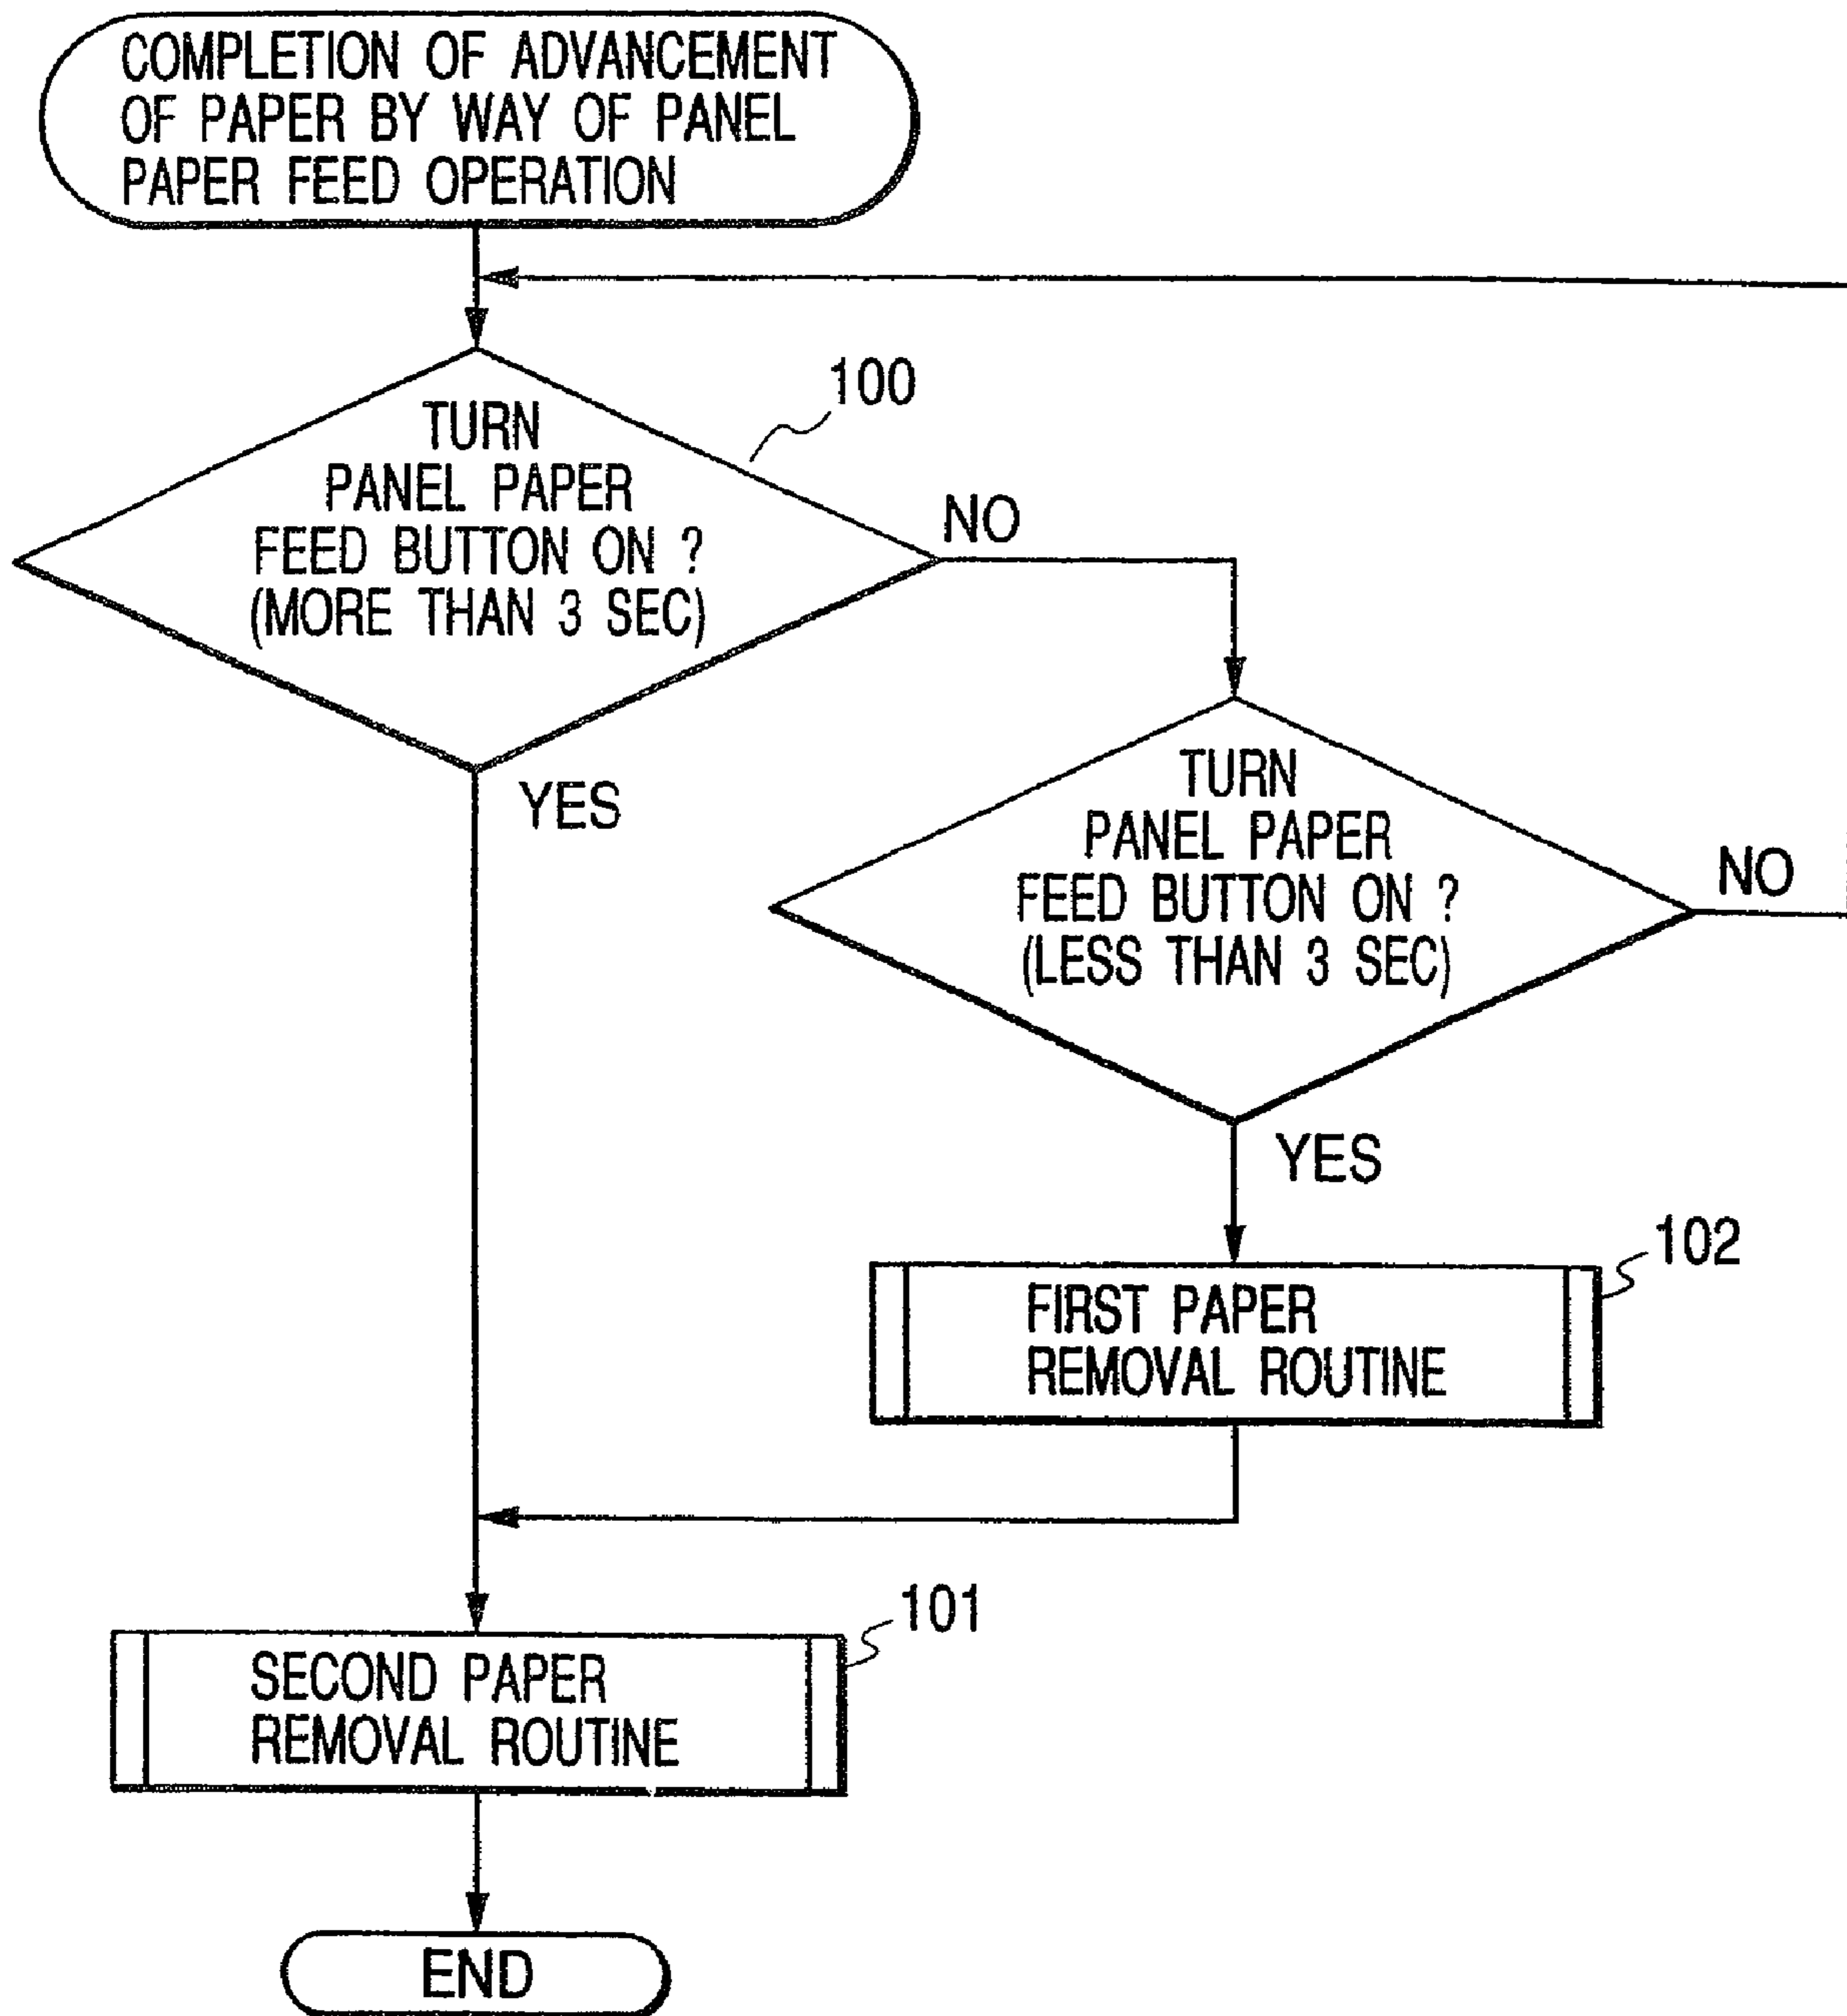 COMPLETION OF ADVANCEMENT
OF PAPER BY WAY OF PANEL
PAPER FEED OPERATION
100
TURN
PANEL PAPER
FEED BUTTON ON ?
(MORE THAN 3 SEC)
NO
YES
TURN
PANEL PAPER
FEED BUTTON ON ?
(LESS THAN 3 SEC)
NO
YES
102
FIRST PAPER
REMOVAL ROUTINE
101
SECOND PAPER
REMOVAL ROUTINE
END